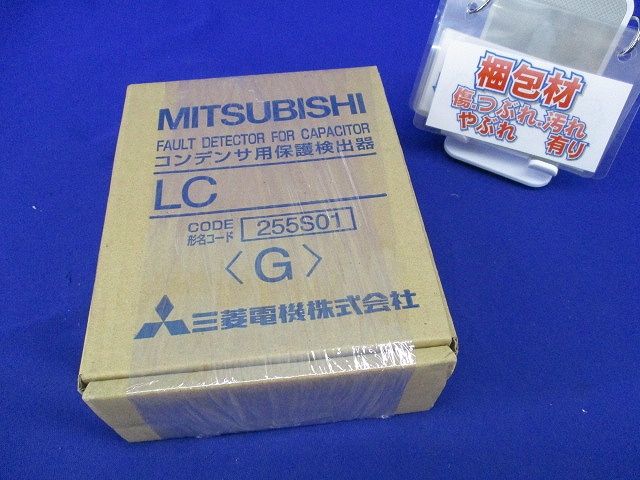 MITSUBISHI
FAULT DETECTOR FOR CAPACITOR
コンデンサ用保護検出器
LC
CODE
形名コード 255S01
〈G〉
三菱電機株式会社
梱包材
傷・つぶれ・汚れ
やぶれ 有り